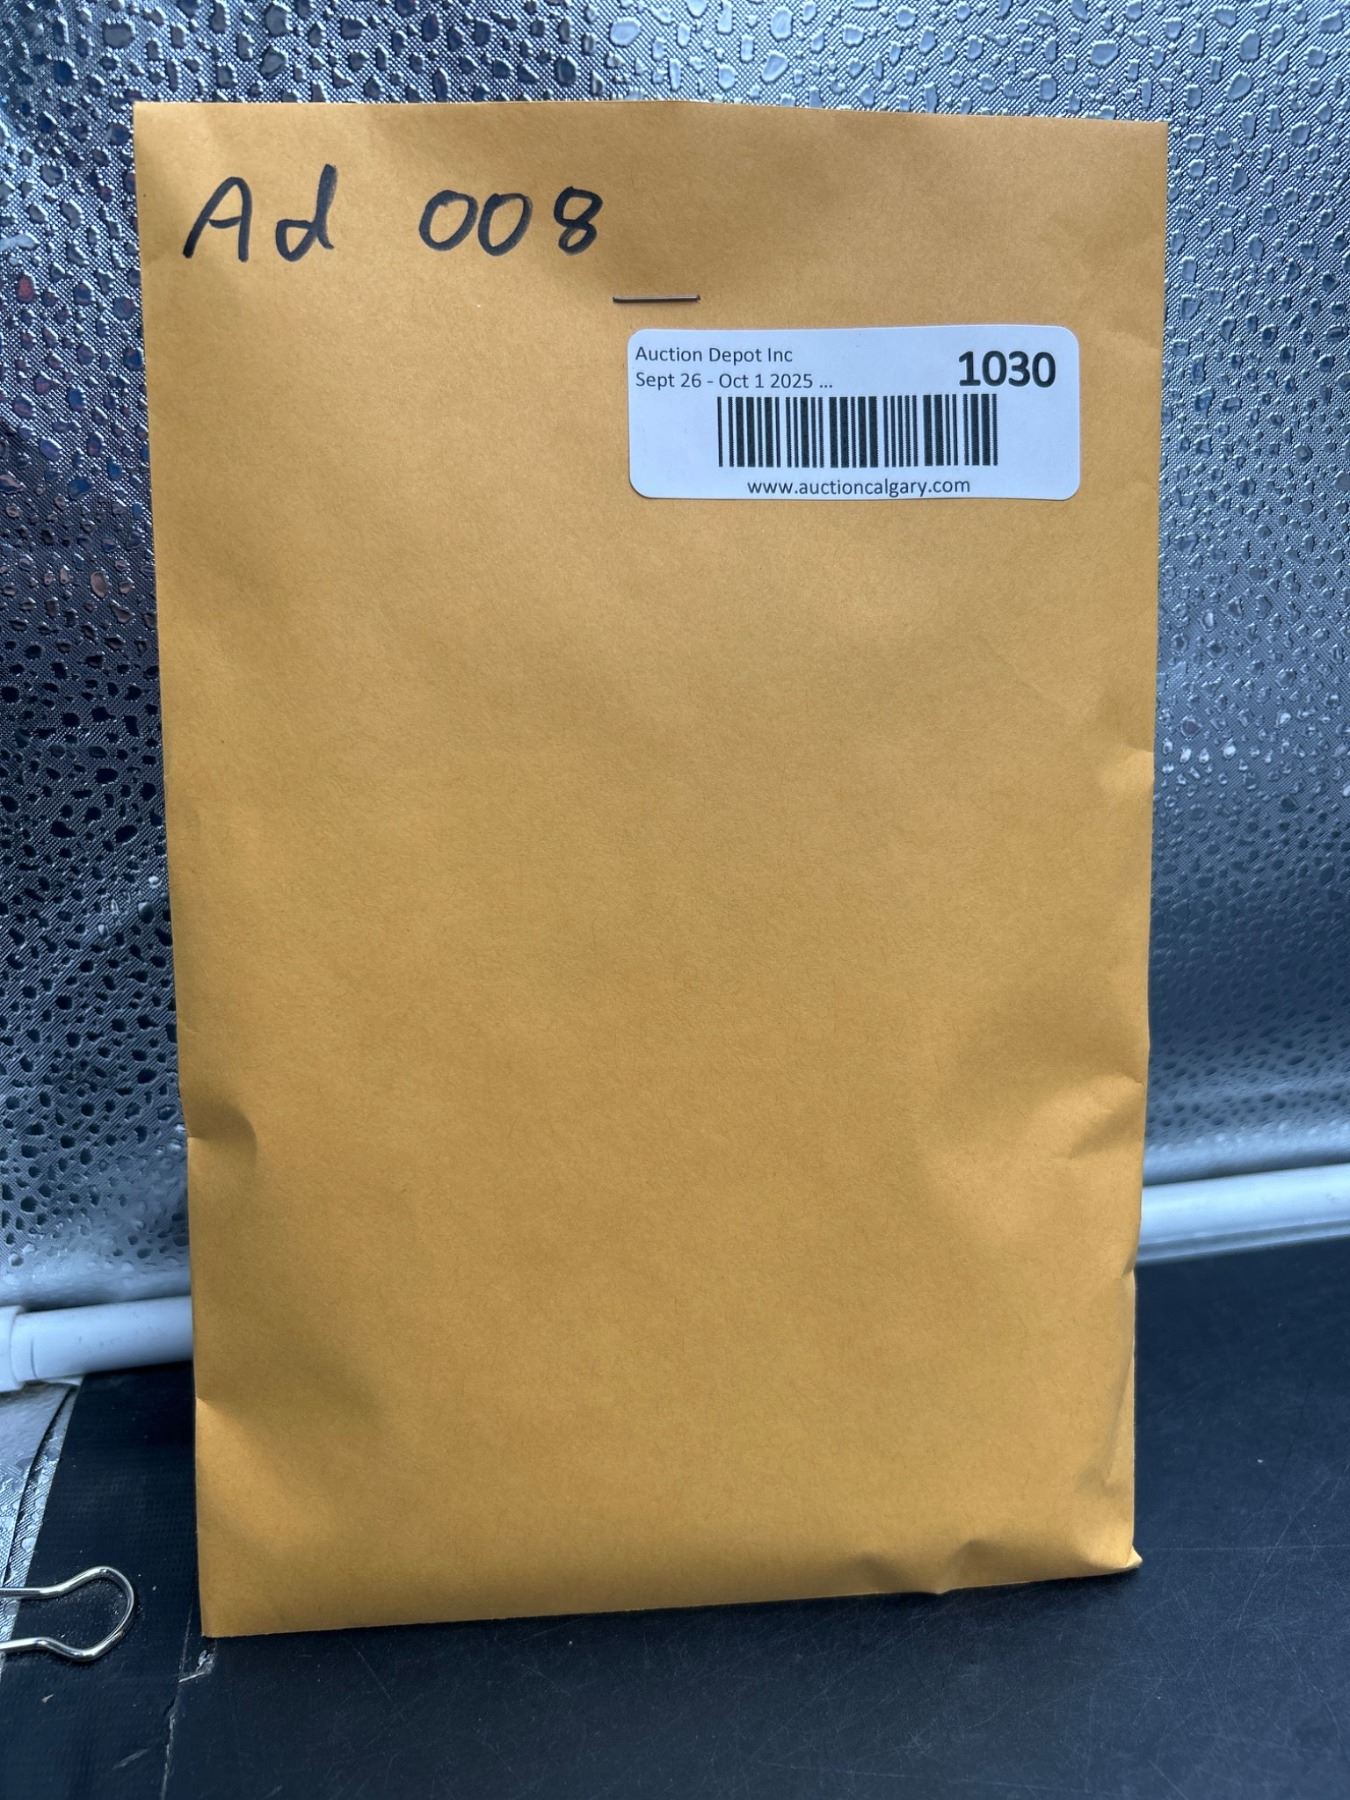 Ad 008
Auction Depot Inc
Sept 26 - Oct 1 2025 ...
1030
www.auctioncalgary.com